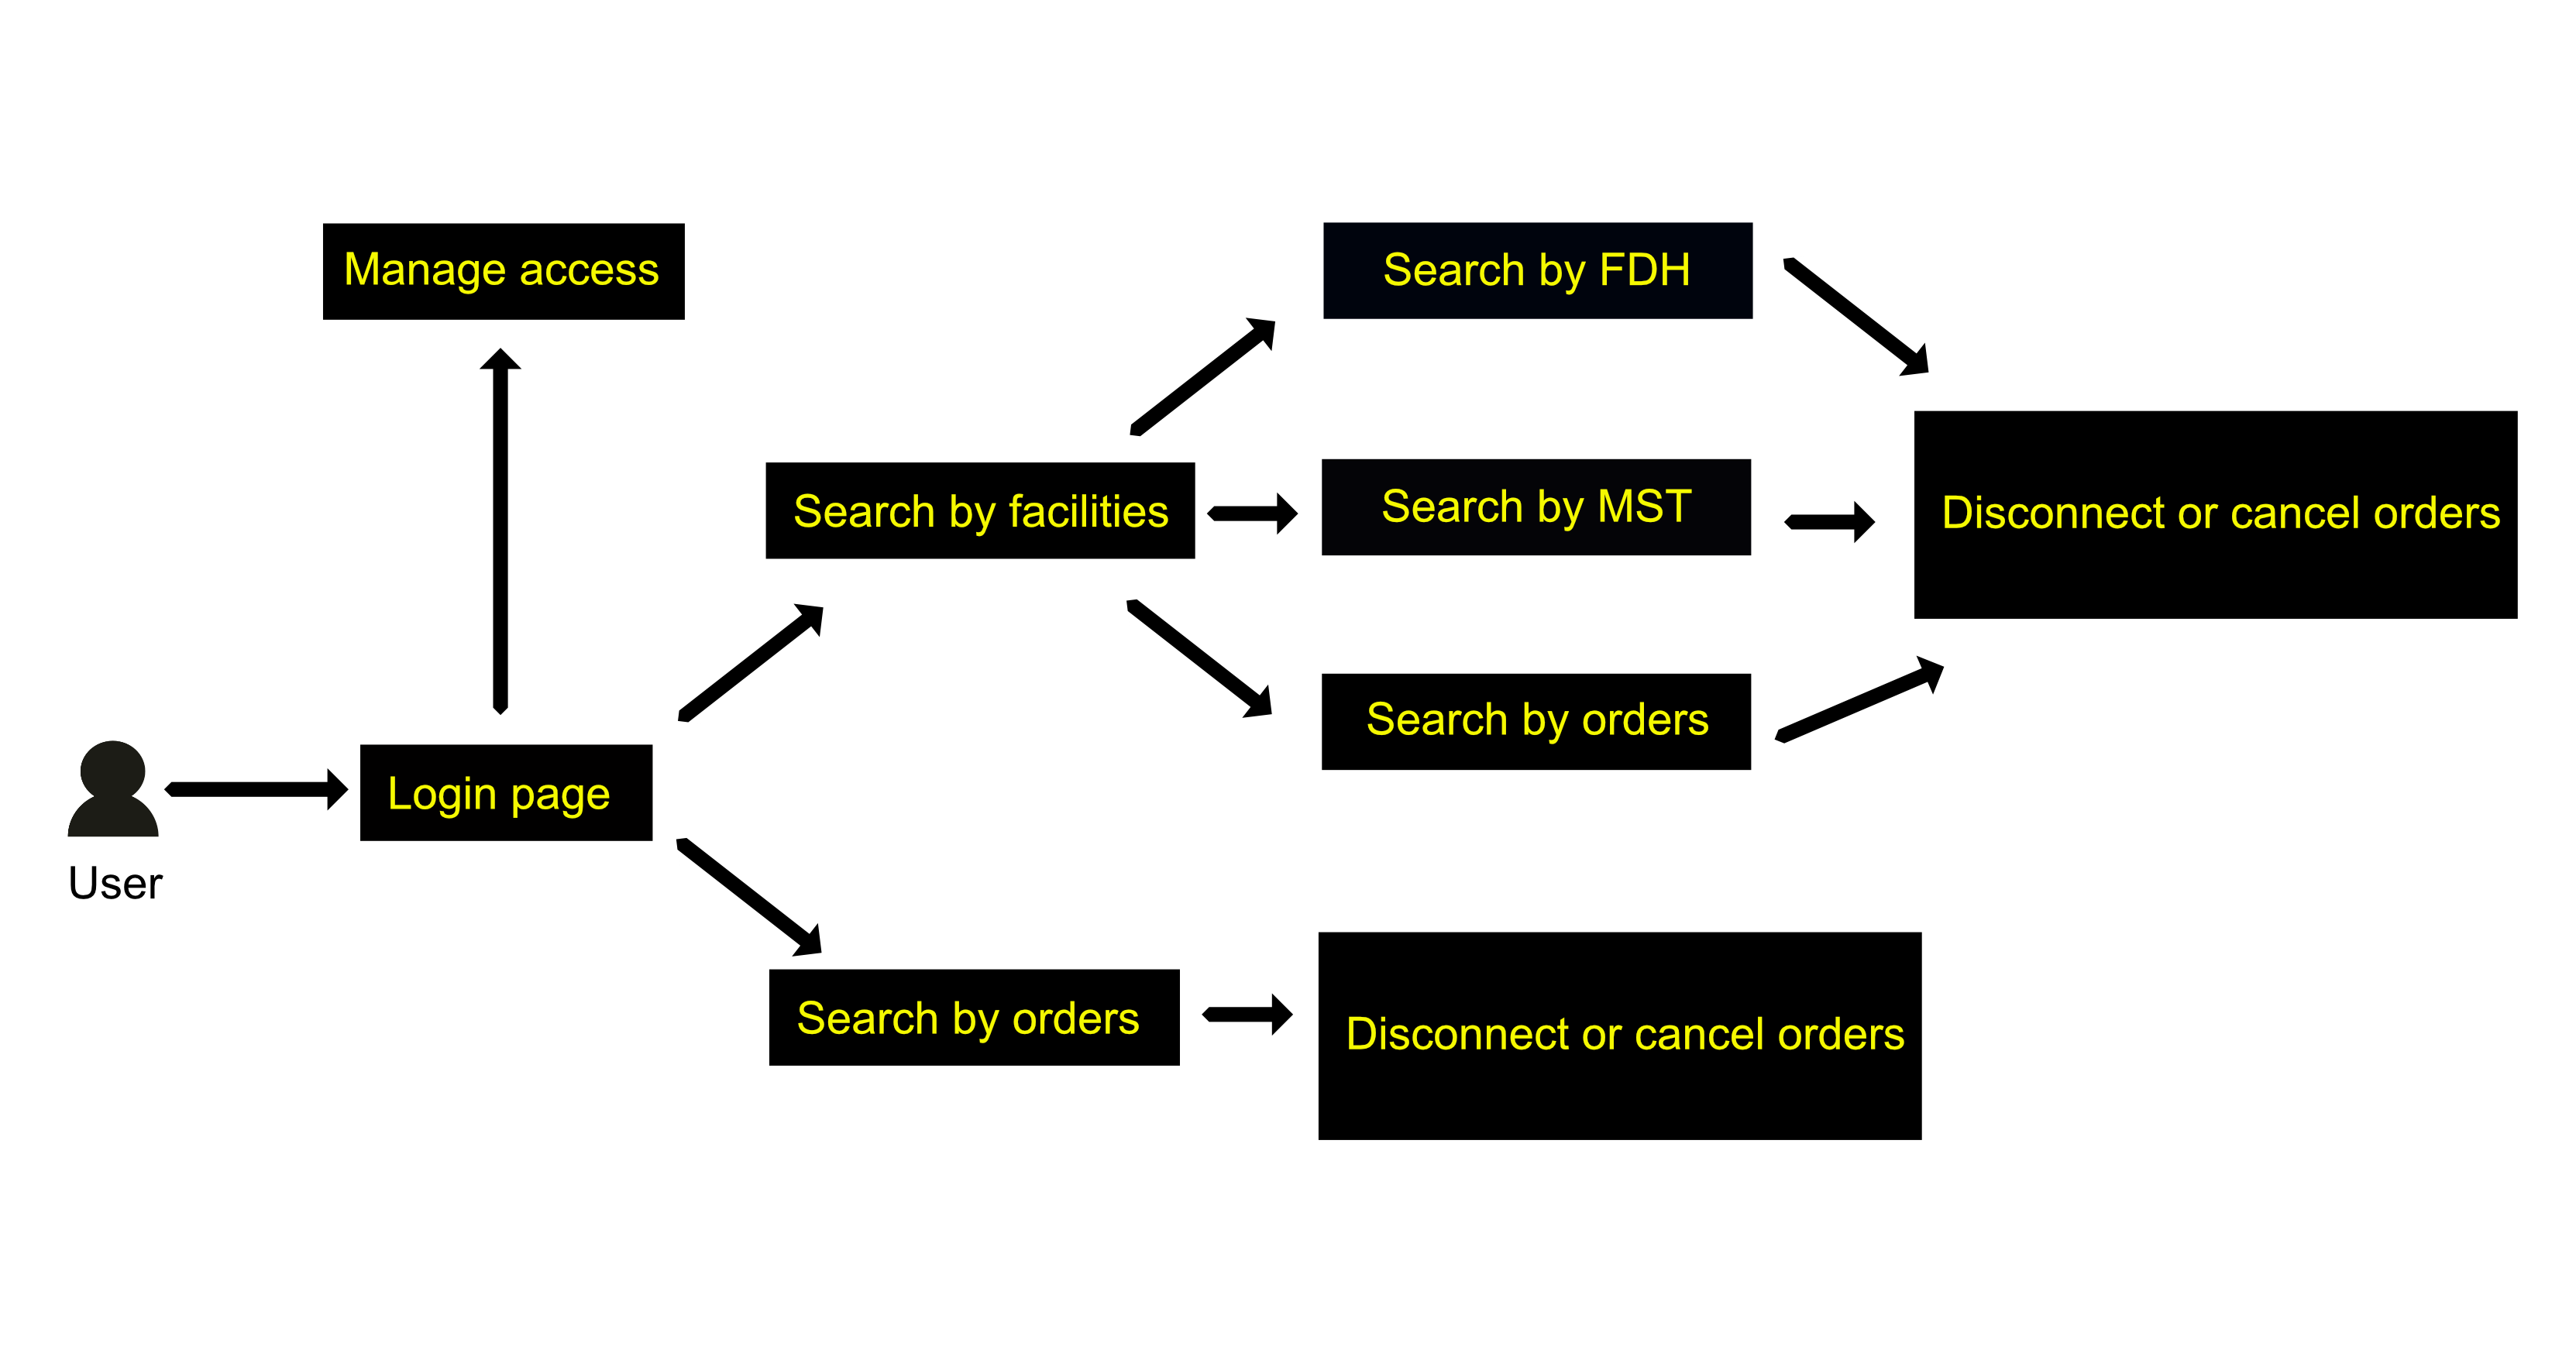 Manage access
Search by FDH
Search by facilities
Search by MST
Disconnect or cancel orders
Search by orders
Login page
User
Search by orders
Disconnect or cancel orders